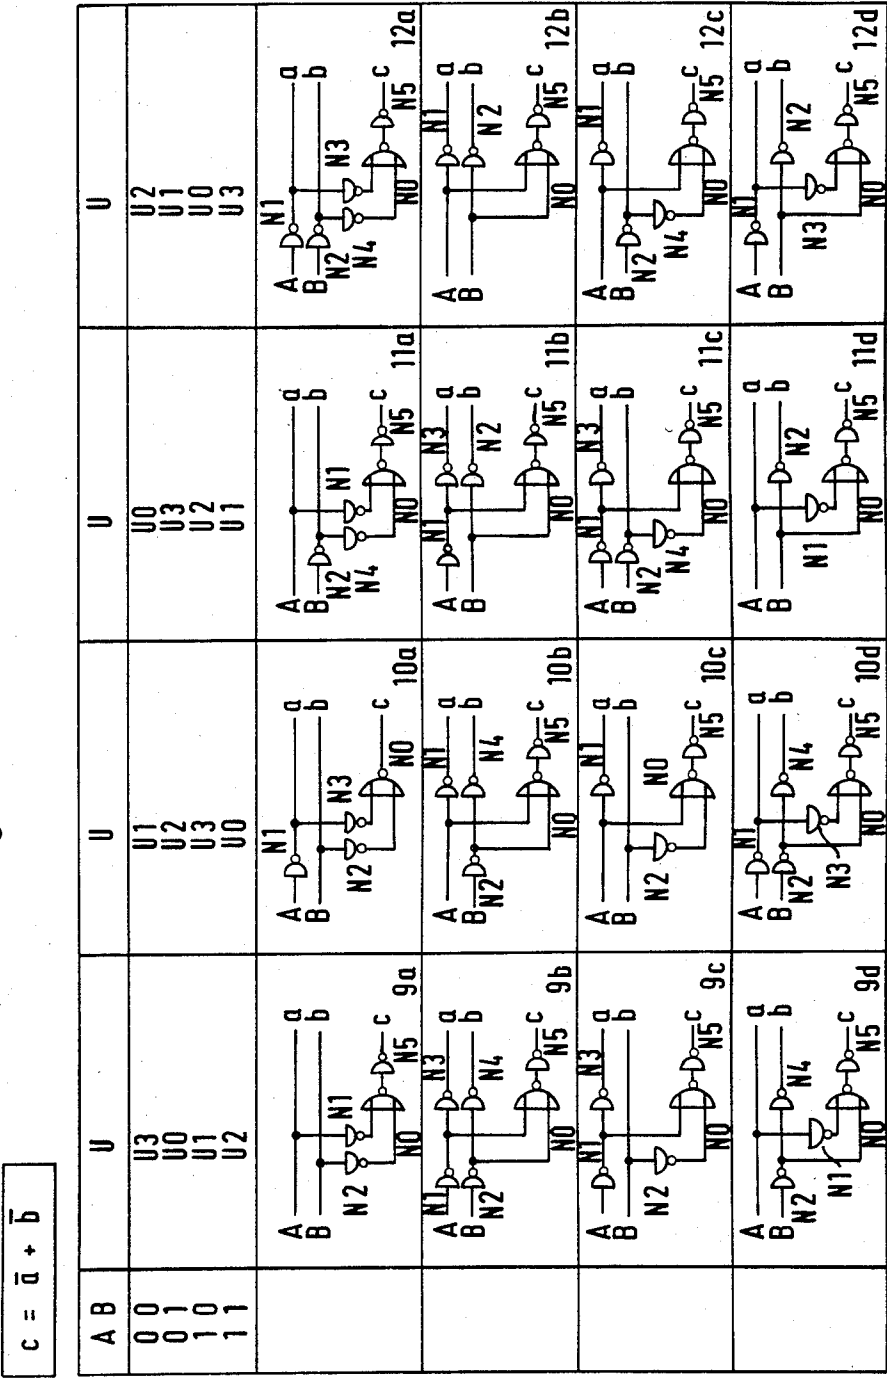 c = a̅ + b̅
A B U U U U
0 0 U3 U1 U0 U2
0 1 U0 U2 U3 U1
1 0 U1 U3 U2 U0
1 1 U2 U0 U1 U3
A a
B b
N2 N1
c
N0 N5
9a
N1
A a
B b
N2 N3
c
N0
10a
A a
B b
N2 N1
N4 c
N0 N5
11a
N1
A a
B b
N2 N3
N4 c
N0 N5
12a
N1 N3
A a
B b
N2 N4
c
N0 N5
9b
N1
A a
B b
N2 N4
c
N0 N5
10b
N1 N3
A a
B b
N2
c
N0 N5
11b
N1
A a
B b
N2
c
N0 N5
12b
N1 N3
A a
B b
N2
c
N0 N5
9c
N1
A a
B b
N2 N0
c
N5
10c
N1 N3
A a
B b
N2
N4 c
N0 N5
11c
N1
A a
B b
N2
N4 c
N0 N5
12c
A a
B b
N2 N4
N1 c
N0 N5
9d
N1
A a
B b
N2 N4
N3 c
N0 N5
10d
A a
B b
N2
N1 c
N0 N5
11d
N1
A a
B b
N2
N3 c
N0 N5
12d